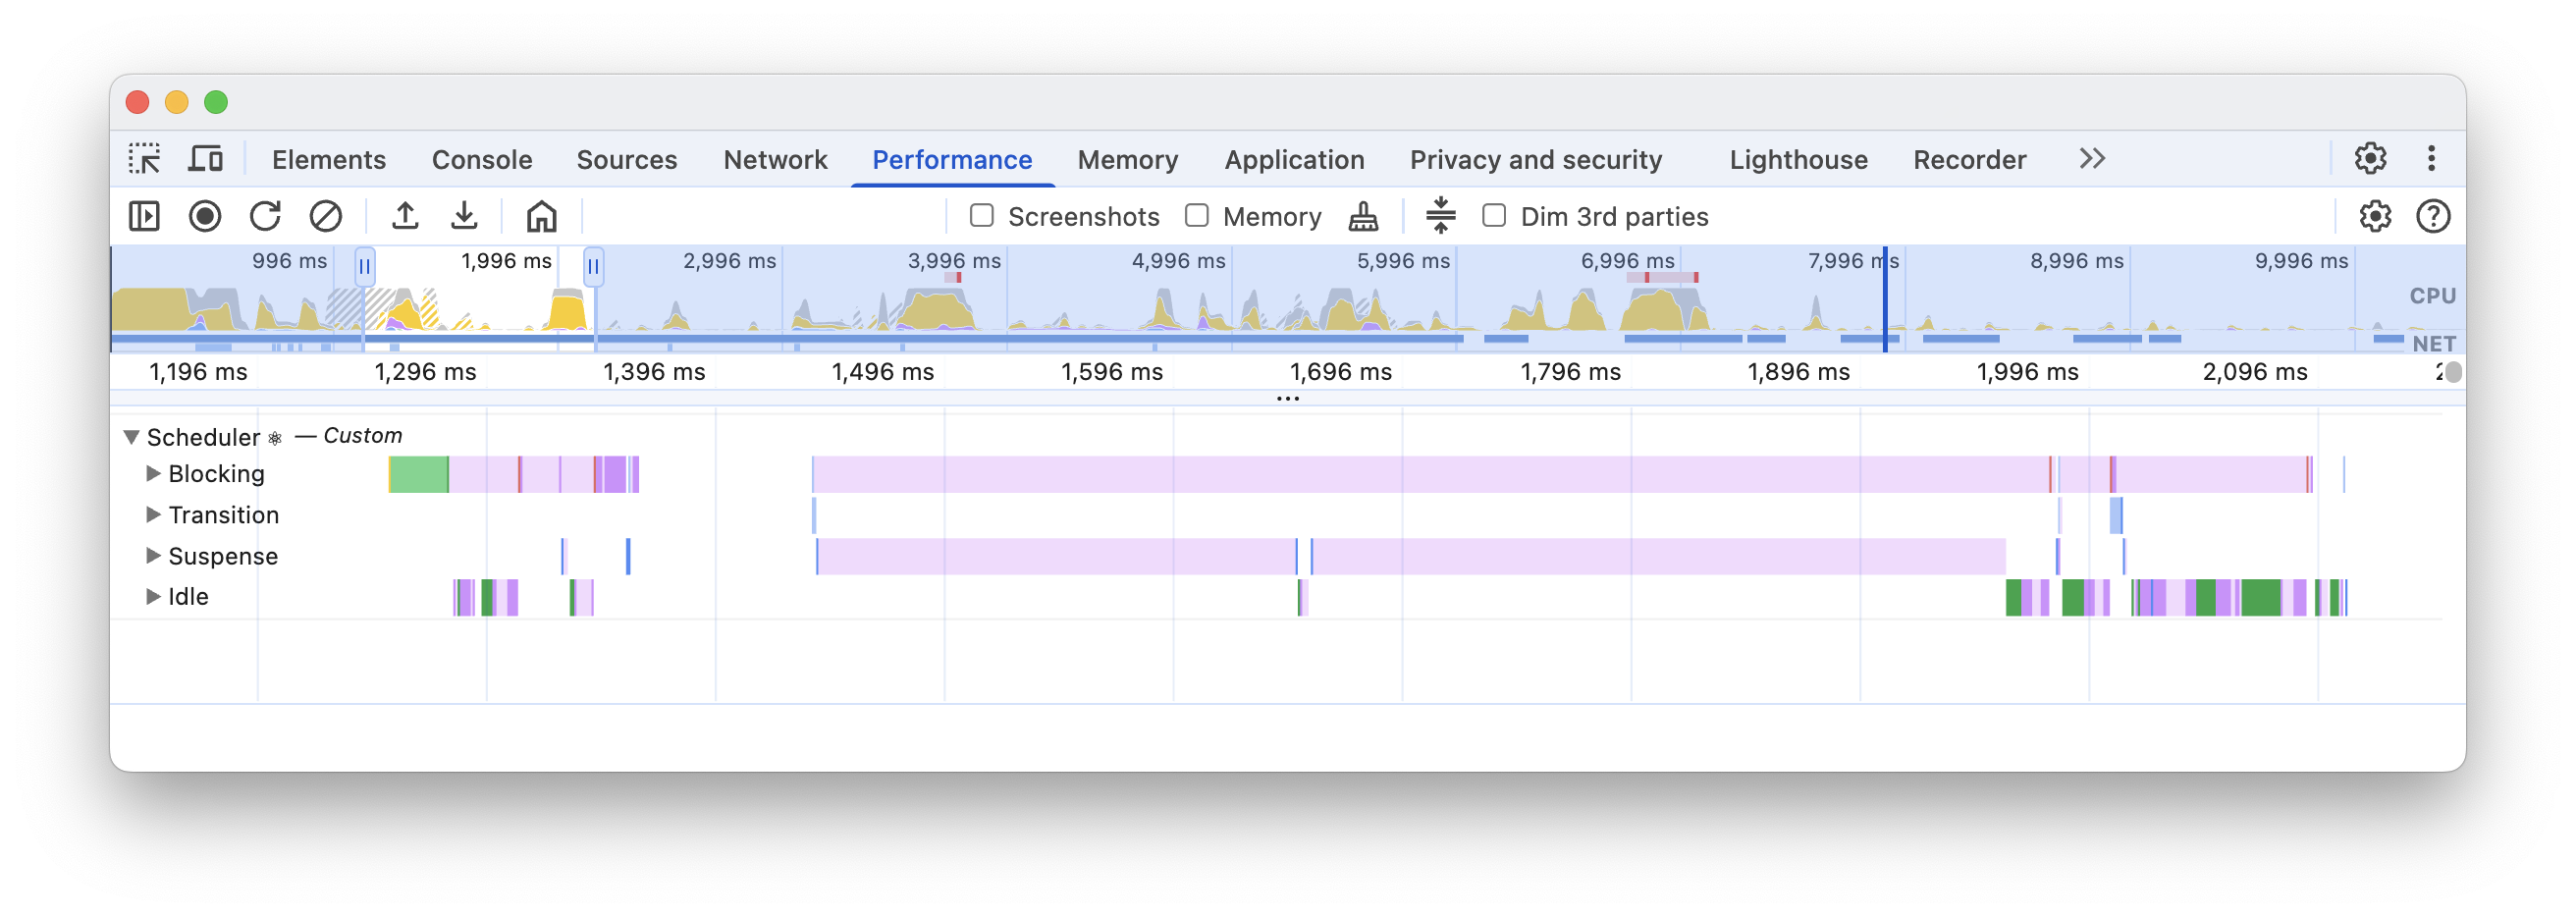 Elements Console Sources Network Performance Memory Application Privacy and security Lighthouse Recorder
Screenshots Memory Dim 3rd parties
996 ms 1,996 ms 2,996 ms 3,996 ms 4,996 ms 5,996 ms 6,996 ms 7,996 ms 8,996 ms 9,996 ms
CPU
NET
1,196 ms 1,296 ms 1,396 ms 1,496 ms 1,596 ms 1,696 ms 1,796 ms 1,896 ms 1,996 ms 2,096 ms
Scheduler ⚛ — Custom
Blocking
Transition
Suspense
Idle